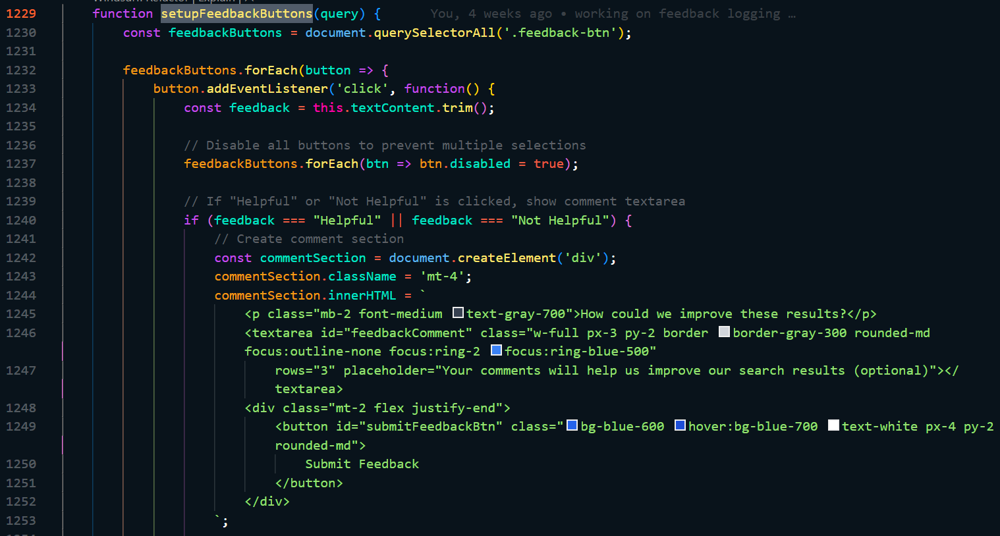 Windsurf: Refactor | Explain | X
1229 function setupFeedbackButtons(query) { You, 4 weeks ago • working on feedback logging …
1230 const feedbackButtons = document.querySelectorAll('.feedback-btn');
1231
1232 feedbackButtons.forEach(button => {
1233 button.addEventListener('click', function() {
1234 const feedback = this.textContent.trim();
1235
1236 // Disable all buttons to prevent multiple selections
1237 feedbackButtons.forEach(btn => btn.disabled = true);
1238
1239 // If "Helpful" or "Not Helpful" is clicked, show comment textarea
1240 if (feedback === "Helpful" || feedback === "Not Helpful") {
1241 // Create comment section
1242 const commentSection = document.createElement('div');
1243 commentSection.className = 'mt-4';
1244 commentSection.innerHTML = `
1245 <p class="mb-2 font-medium text-gray-700">How could we improve these results?</p>
1246 <textarea id="feedbackComment" class="w-full px-3 py-2 border border-gray-300 rounded-md
focus:outline-none focus:ring-2 focus:ring-blue-500"
1247 rows="3" placeholder="Your comments will help us improve our search results (optional)"></
textarea>
1248 <div class="mt-2 flex justify-end">
1249 <button id="submitFeedbackBtn" class="bg-blue-600 hover:bg-blue-700 text-white px-4 py-2
rounded-md">
1250 Submit Feedback
1251 </button>
1252 </div>
1253 `;